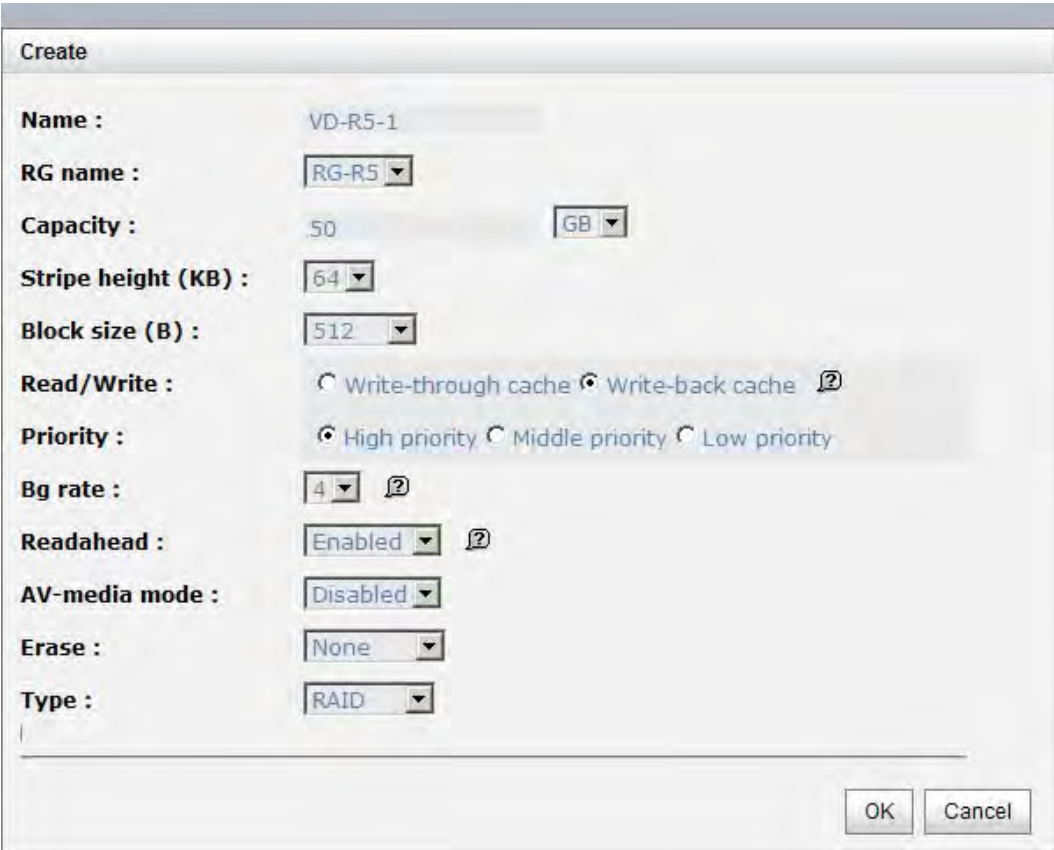 Create
Name : VD-R5-1
RG name : RG-R5
Capacity : 50 GB
Stripe height (KB) : 64
Block size (B) : 512
Read/Write : Write-through cache Write-back cache
Priority : High priority Middle priority Low priority
Bg rate : 4
Readahead : Enabled
AV-media mode : Disabled
Erase : None
Type : RAID
OK Cancel